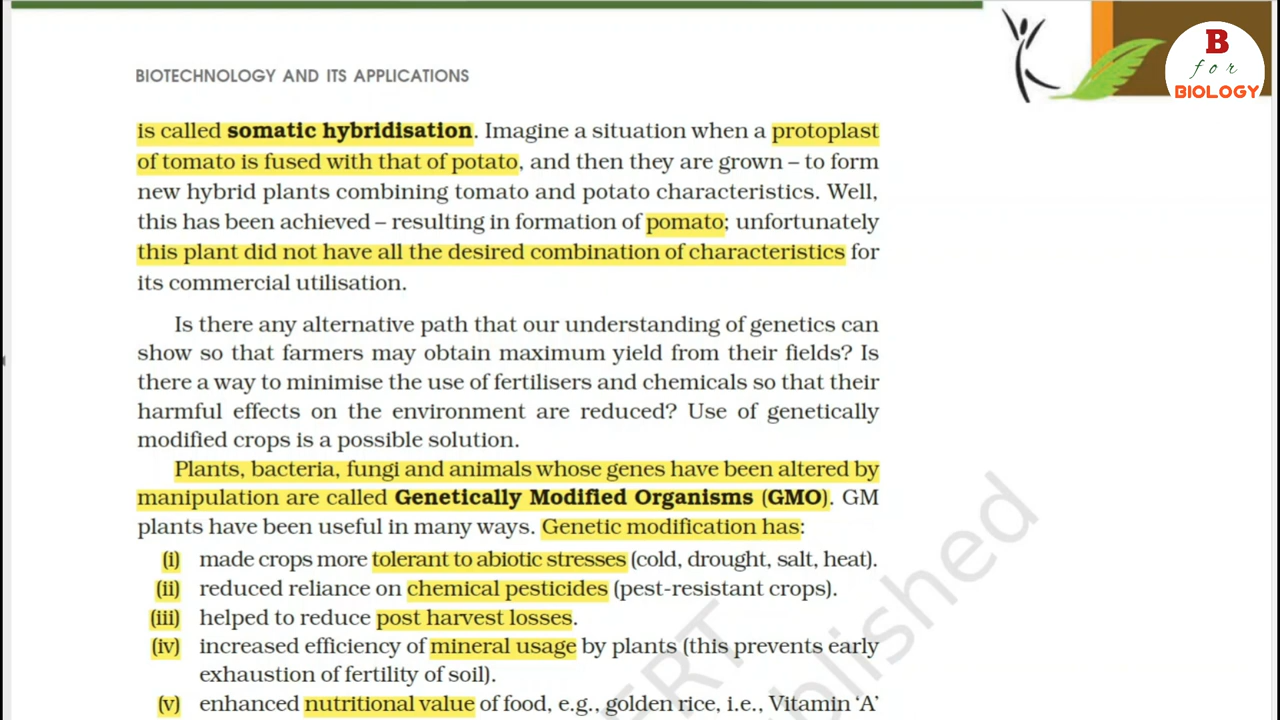 B
for
BIOLOGY
BIOTECHNOLOGY AND ITS APPLICATIONS
is called somatic hybridisation. Imagine a situation when a protoplast
of tomato is fused with that of potato, and then they are grown – to form
new hybrid plants combining tomato and potato characteristics. Well,
this has been achieved – resulting in formation of pomato; unfortunately
this plant did not have all the desired combination of characteristics for
its commercial utilisation.
Is there any alternative path that our understanding of genetics can
show so that farmers may obtain maximum yield from their fields? Is
there a way to minimise the use of fertilisers and chemicals so that their
harmful effects on the environment are reduced? Use of genetically
modified crops is a possible solution.
Plants, bacteria, fungi and animals whose genes have been altered by
manipulation are called Genetically Modified Organisms (GMO). GM
plants have been useful in many ways. Genetic modification has:
(i) made crops more tolerant to abiotic stresses (cold, drought, salt, heat).
(ii) reduced reliance on chemical pesticides (pest-resistant crops).
(iii) helped to reduce post harvest losses.
(iv) increased efficiency of mineral usage by plants (this prevents early
exhaustion of fertility of soil).
(v) enhanced nutritional value of food, e.g., golden rice, i.e., Vitamin ‘A’